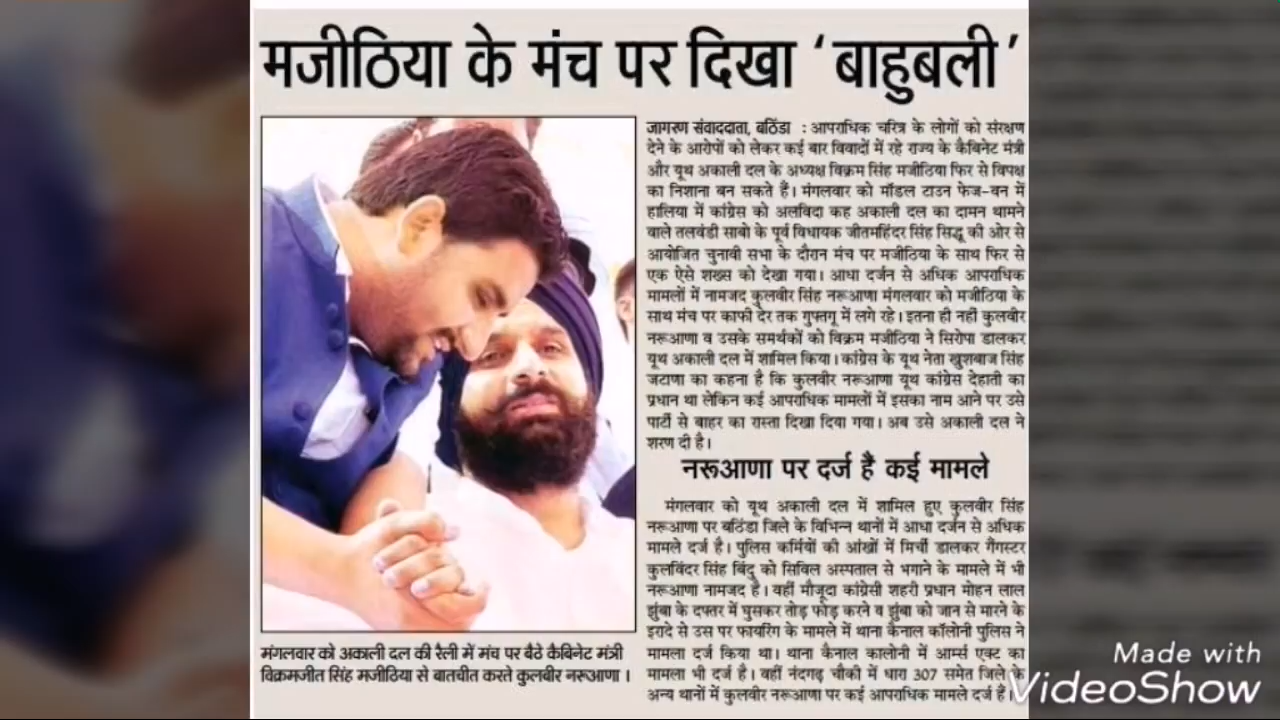 मजीठिया के मंच पर दिखा ‘बाहुबली’
जागरण संवाददाता, बठिंडा : आपराधिक चरित्र के लोगों को संरक्षण
देने के आरोपों को लेकर कई बार विवादों में रहे राज्य के कैबिनेट मंत्री
और यूथ अकाली दल के अध्यक्ष विक्रम सिंह मजीठिया फिर से विपक्ष
का निशाना बन सकते हैं। मंगलवार को मॉडल टाउन फेज-वन में
हालिया में कांग्रेस को अलविदा कह अकाली दल का दामन थामने
वाले तलवंडी साबो के पूर्व विधायक जीतमहिंदर सिंह सिद्धू की ओर से
आयोजित चुनावी सभा के दौरान मंच पर मजीठिया के साथ फिर से
एक ऐसे शख्स को देखा गया। आधा दर्जन से अधिक आपराधिक
मामलों में नामजद कुलवीर सिंह नरूआणा मंगलवार को मजीठिया के
साथ मंच पर काफी देर तक गुफ्तगू में लगे रहे। इतना ही नहीं कुलवीर
नरूआणा व उसके समर्थकों को विक्रम मजीठिया ने सिरोपा डालकर
यूथ अकाली दल में शामिल किया। कांग्रेस के यूथ नेता खुशबाज सिंह
जटाणा का कहना है कि कुलवीर नरूआणा यूथ कांग्रेस देहाती का
प्रधान था लेकिन कई आपराधिक मामलों में इसका नाम आने पर उसे
पार्टी से बाहर का रास्ता दिखा दिया गया। अब उसे अकाली दल ने
शरण दी है।
नरूआणा पर दर्ज हैं कई मामले
मंगलवार को यूथ अकाली दल में शामिल हुए कुलवीर सिंह
नरूआणा पर बठिंडा जिले के विभिन्न थानों में आधा दर्जन से अधिक
मामले दर्ज है। पुलिस कर्मियों की आंखों में मिर्ची डालकर गैंगस्टर
कुलविंदर सिंह बिंदु को सिविल अस्पताल से भगाने के मामले में भी
नरूआणा नामजद है। वहीं मौजूदा कांग्रेसी शहरी प्रधान मोहन लाल
झुंबा के दफ्तर में घुसकर तोड़ फोड़ करने व झुंबा को जान से मारने के
इरादे से उस पर फायरिंग के मामले में थाना कैनाल कॉलोनी पुलिस ने
मामला दर्ज किया था। थाना कैनाल कालोनी में आर्म्स एक्ट का
मामला भी दर्ज है। वहीं नंदगढ़ चौकी में धारा 307 समेत जिले के
अन्य थानों में कुलवीर नरूआणा पर कई आपराधिक मामले दर्ज हैं।
मंगलवार को अकाली दल की रैली में मंच पर बैठे कैबिनेट मंत्री
विक्रमजीत सिंह मजीठिया से बातचीत करते कुलबीर नरूआणा।
Made with
VideoShow